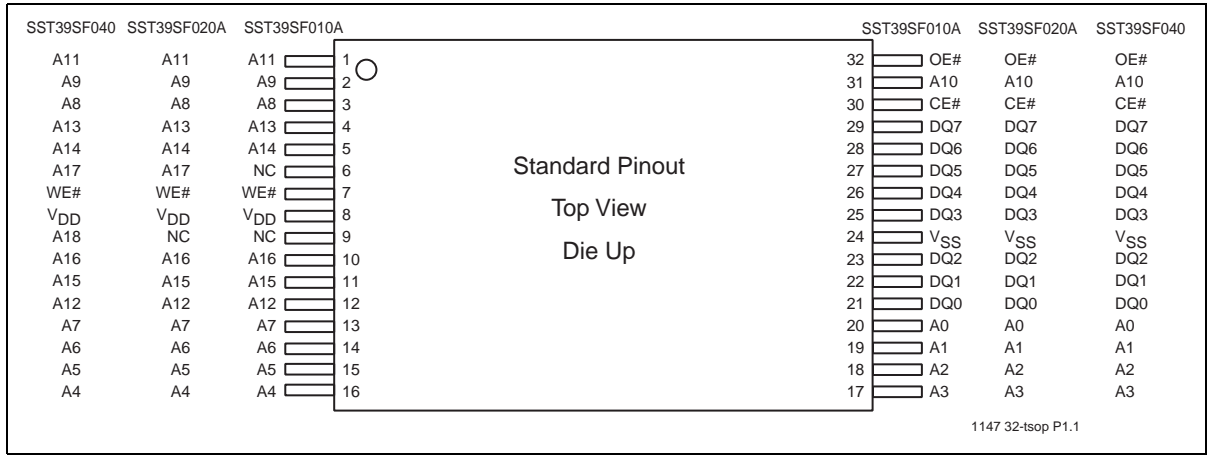 SST39SF040 SST39SF020A SST39SF010A SST39SF010A SST39SF020A SST39SF040
A11 A11 A11 1 32 OE# OE# OE#
A9 A9 A9 2 31 A10 A10 A10
A8 A8 A8 3 30 CE# CE# CE#
A13 A13 A13 4 29 DQ7 DQ7 DQ7
A14 A14 A14 5 28 DQ6 DQ6 DQ6
A17 A17 NC 6 Standard Pinout 27 DQ5 DQ5 DQ5
WE# WE# WE# 7 26 DQ4 DQ4 DQ4
VDD VDD VDD 8 Top View 25 DQ3 DQ3 DQ3
A18 NC NC 9 24 VSS VSS VSS
A16 A16 A16 10 Die Up 23 DQ2 DQ2 DQ2
A15 A15 A15 11 22 DQ1 DQ1 DQ1
A12 A12 A12 12 21 DQ0 DQ0 DQ0
A7 A7 A7 13 20 A0 A0 A0
A6 A6 A6 14 19 A1 A1 A1
A5 A5 A5 15 18 A2 A2 A2
A4 A4 A4 16 17 A3 A3 A3
1147 32-tsop P1.1